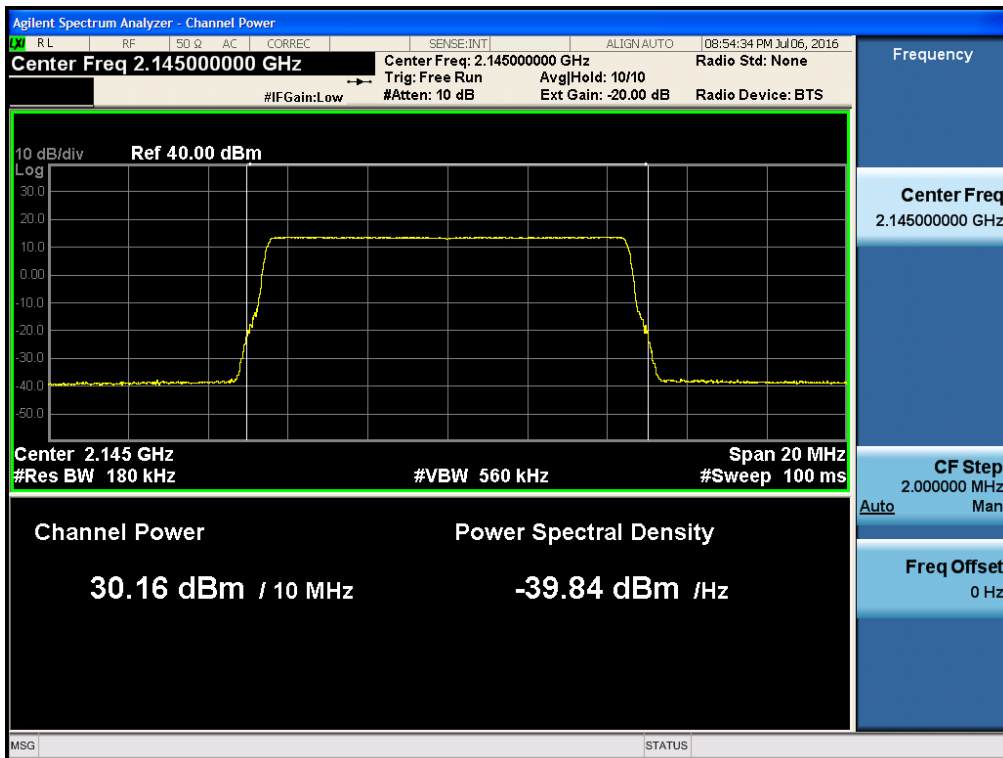 Agilent Spectrum Analyzer - Channel Power
LXI RL RF 50 Ω AC CORREC SENSE:INT ALIGN AUTO 08:54:34 PM Jul 06, 2016
Center Freq 2.145000000 GHz
Center Freq: 2.145000000 GHz
Radio Std: None
Trig: Free Run Avg|Hold: 10/10
#IFGain:Low #Atten: 10 dB Ext Gain: -20.00 dB Radio Device: BTS
10 dB/div Ref 40.00 dBm
Log
30.0
20.0
10.0
0.00
-10.0
-20.0
-30.0
-40.0
-50.0
Center 2.145 GHz Span 20 MHz
#Res BW 180 kHz #VBW 560 kHz #Sweep 100 ms
Channel Power Power Spectral Density
30.16 dBm / 10 MHz -39.84 dBm /Hz
Frequency
Center Freq
2.145000000 GHz
CF Step
2.000000 MHz
Auto Man
Freq Offset
0 Hz
MSG STATUS